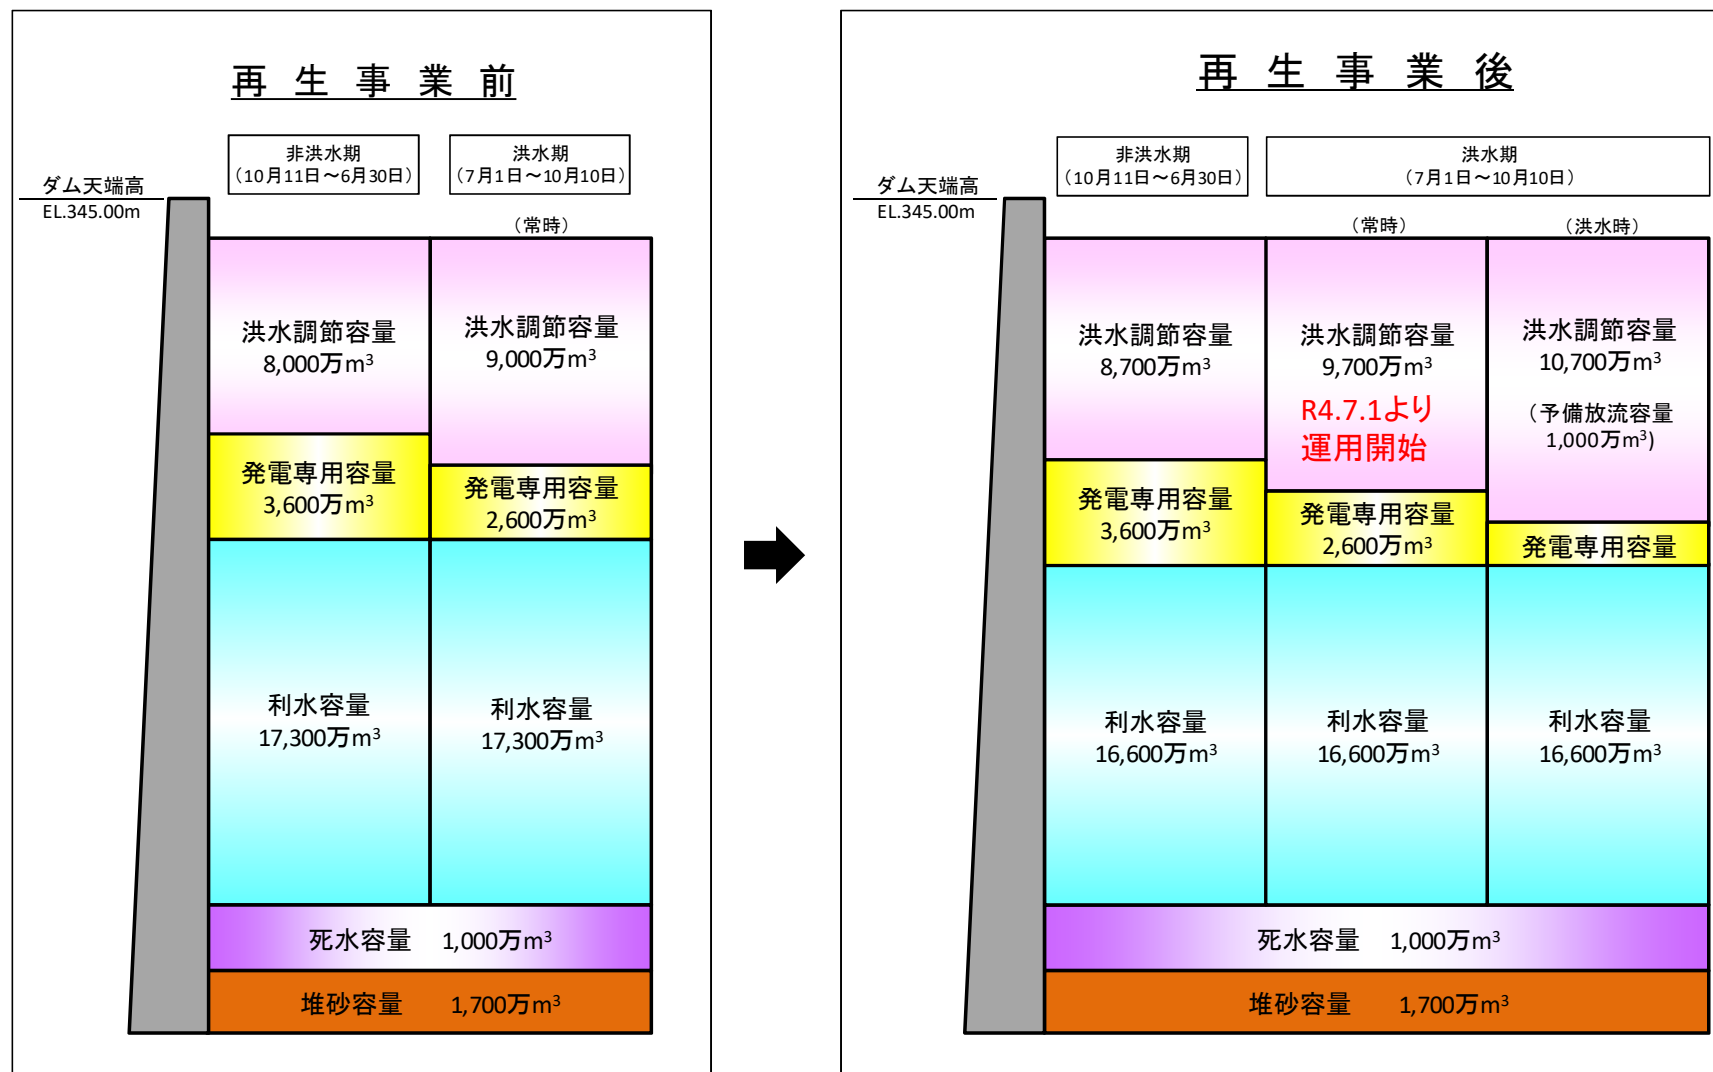 再生事業前
非洪水期
（10月11日～6月30日）
洪水期
（7月1日～10月10日）
ダム天端高
EL.345.00m
（常時）
洪水調節容量
8,000万m³
洪水調節容量
9,000万m³
発電専用容量
3,600万m³
発電専用容量
2,600万m³
利水容量
17,300万m³
利水容量
17,300万m³
死水容量 1,000万m³
堆砂容量 1,700万m³
再生事業後
非洪水期
（10月11日～6月30日）
洪水期
（7月1日～10月10日）
ダム天端高
EL.345.00m
（常時）
（洪水時）
洪水調節容量
8,700万m³
洪水調節容量
9,700万m³
R4.7.1より
運用開始
洪水調節容量
10,700万m³
（予備放流容量
1,000万m³)
発電専用容量
3,600万m³
発電専用容量
2,600万m³
発電専用容量
利水容量
16,600万m³
利水容量
16,600万m³
利水容量
16,600万m³
死水容量 1,000万m³
堆砂容量 1,700万m³